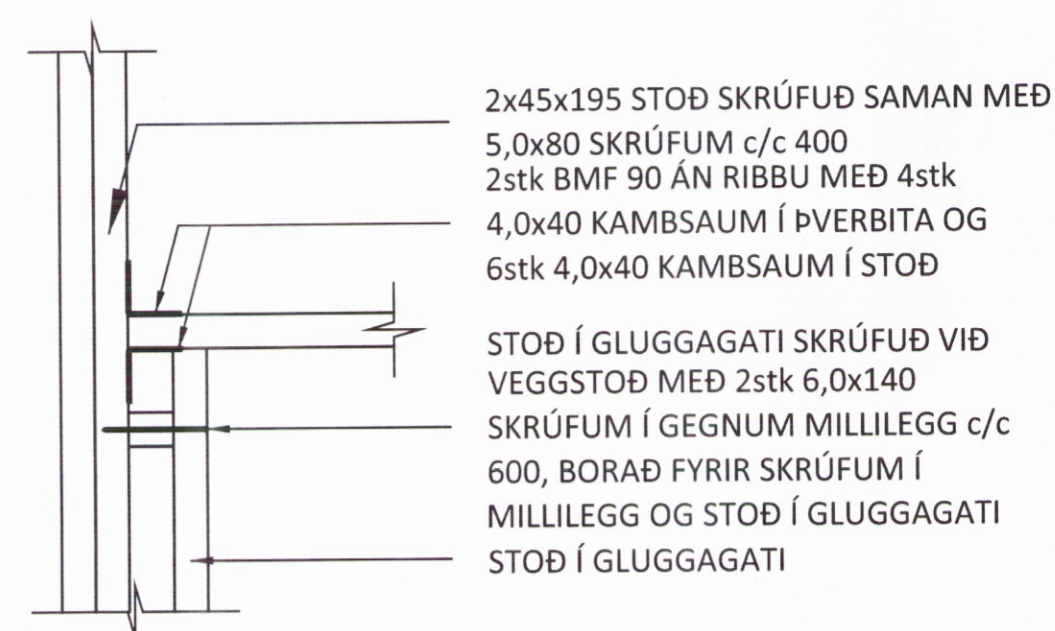 2x45x195 STOÐ SKRÚFUÐ SAMAN MEÐ
5,0x80 SKRÚFUM c/c 400
2stk BMF 90 ÁN RIBBU MEÐ 4stk
4,0x40 KAMBSAUM Í ÞVERBITA OG
6stk 4,0x40 KAMBSAUM Í STOÐ
STOÐ Í GLUGGAGATI SKRÚFUÐ VIÐ
VEGGSTOÐ MEÐ 2stk 6,0x140
SKRÚFUM Í GEGNUM MILLILEGG c/c
600, BORAÐ FYRIR SKRÚFUM Í
MILLILEGG OG STOÐ Í GLUGGAGATI
STOÐ Í GLUGGAGATI